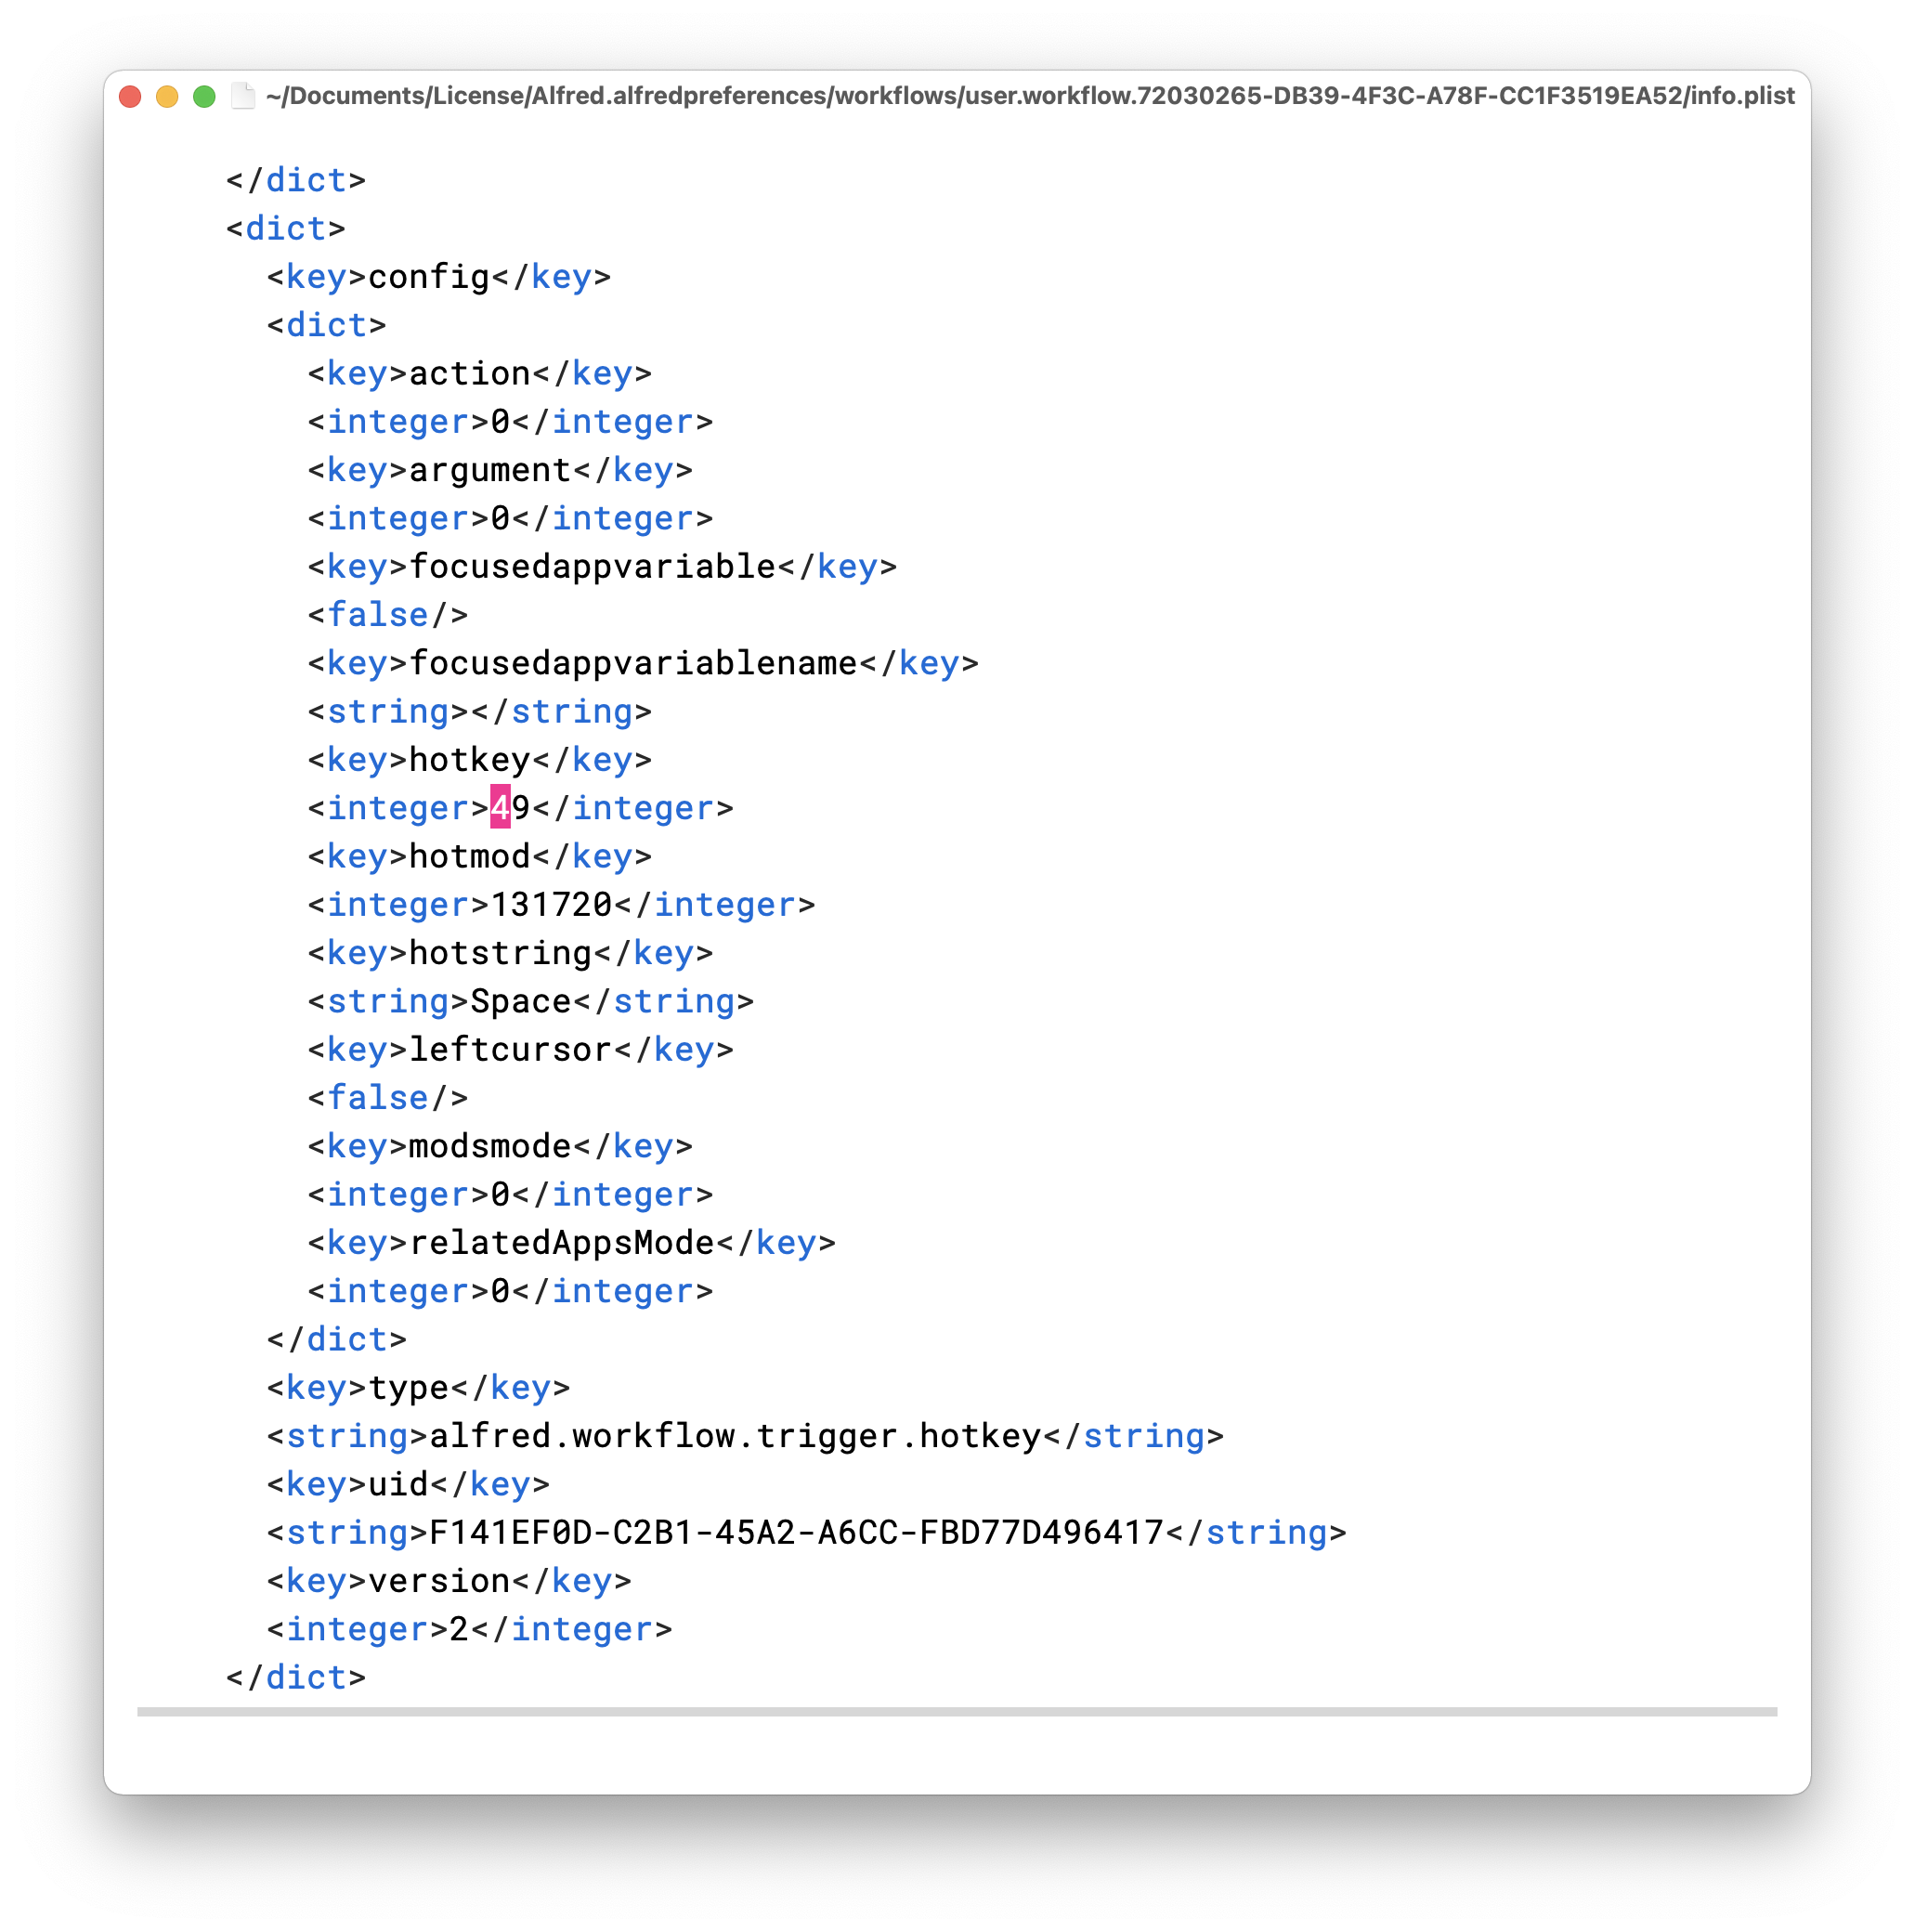 ~/Documents/License/Alfred.alfredpreferences/workflows/user.workflow.72030265-DB39-4F3C-A78F-CC1F3519EA52/info.plist
</dict>
<dict>
<key>config</key>
<dict>
<key>action</key>
<integer>0</integer>
<key>argument</key>
<integer>0</integer>
<key>focusedappvariable</key>
<false/>
<key>focusedappvariablename</key>
<string></string>
<key>hotkey</key>
<integer>49</integer>
<key>hotmod</key>
<integer>131720</integer>
<key>hotstring</key>
<string>Space</string>
<key>leftcursor</key>
<false/>
<key>modsmode</key>
<integer>0</integer>
<key>relatedAppsMode</key>
<integer>0</integer>
</dict>
<key>type</key>
<string>alfred.workflow.trigger.hotkey</string>
<key>uid</key>
<string>F141EF0D-C2B1-45A2-A6CC-FBD77D496417</string>
<key>version</key>
<integer>2</integer>
</dict>